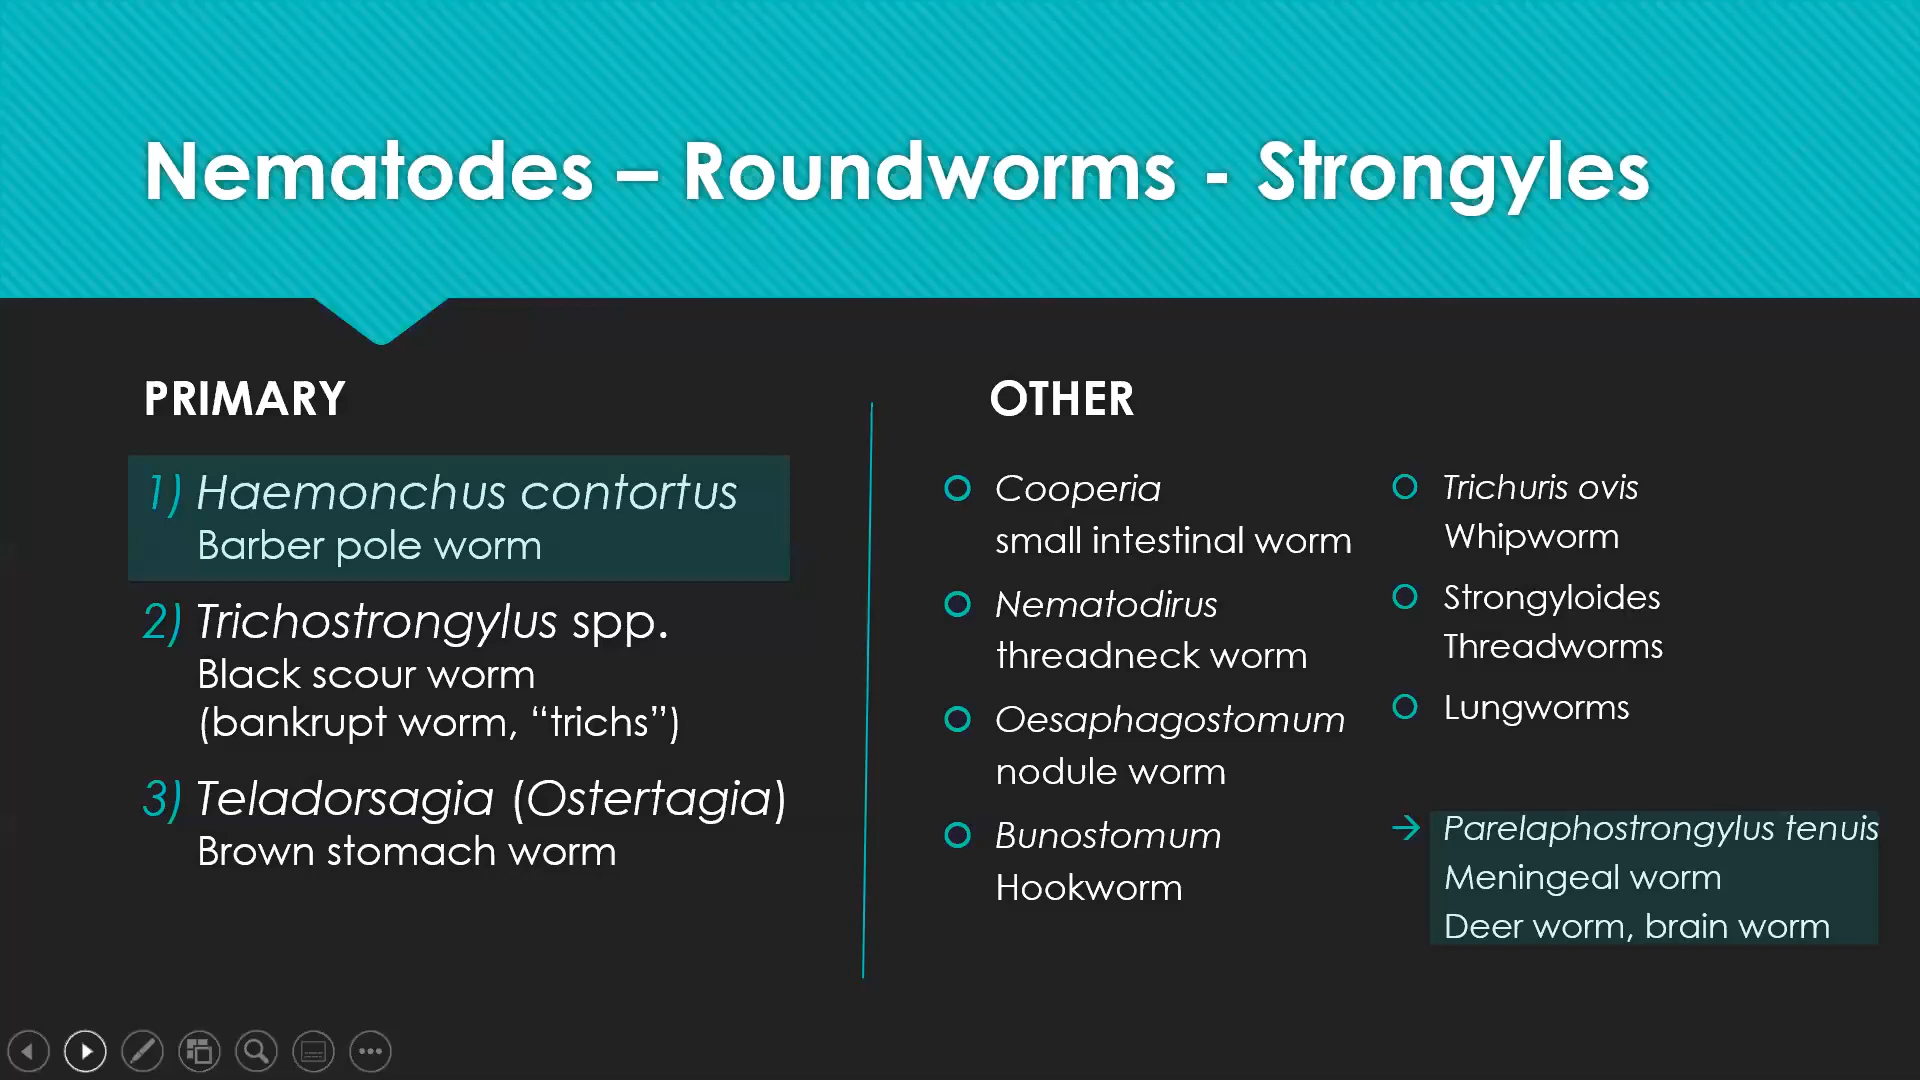 Nematodes – Roundworms - Strongyles
PRIMARY
1) Haemonchus contortus
Barber pole worm
2) Trichostrongylus spp.
Black scour worm
(bankrupt worm, “trichs”)
3) Teladorsagia (Ostertagia)
Brown stomach worm
OTHER
Cooperia
small intestinal worm
Nematodirus
threadneck worm
Oesaphagostomum
nodule worm
Bunostomum
Hookworm
Trichuris ovis
Whipworm
Strongyloides
Threadworms
Lungworms
→ Parelaphostrongylus tenuis
Meningeal worm
Deer worm, brain worm